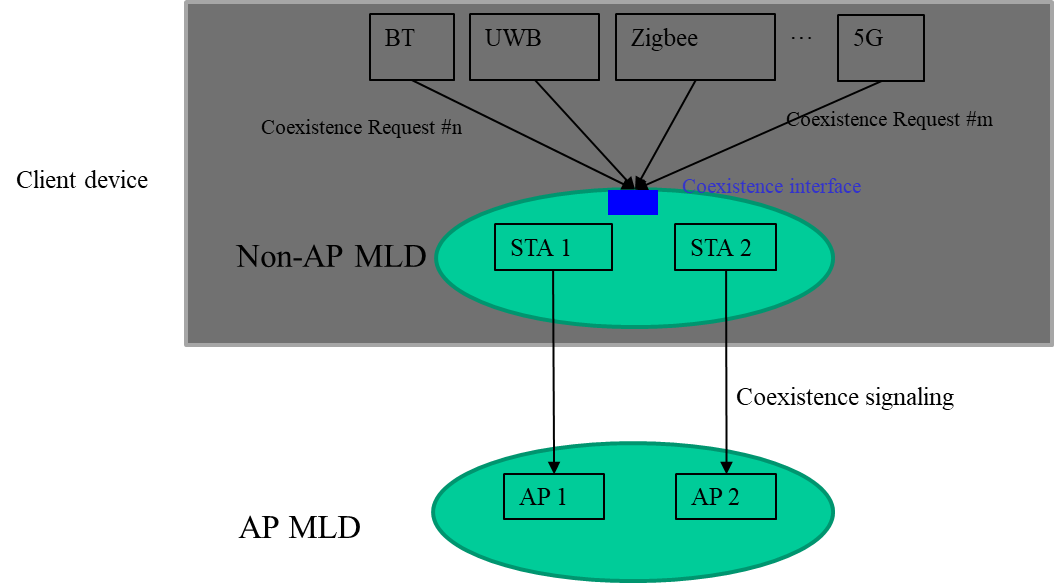 BT
UWB
Zigbee
...
5G
Coexistence Request #n
Coexistence Request #m
Client device
Coexistence interface
Non-AP MLD
STA 1
STA 2
Coexistence signaling
AP 1
AP 2
AP MLD